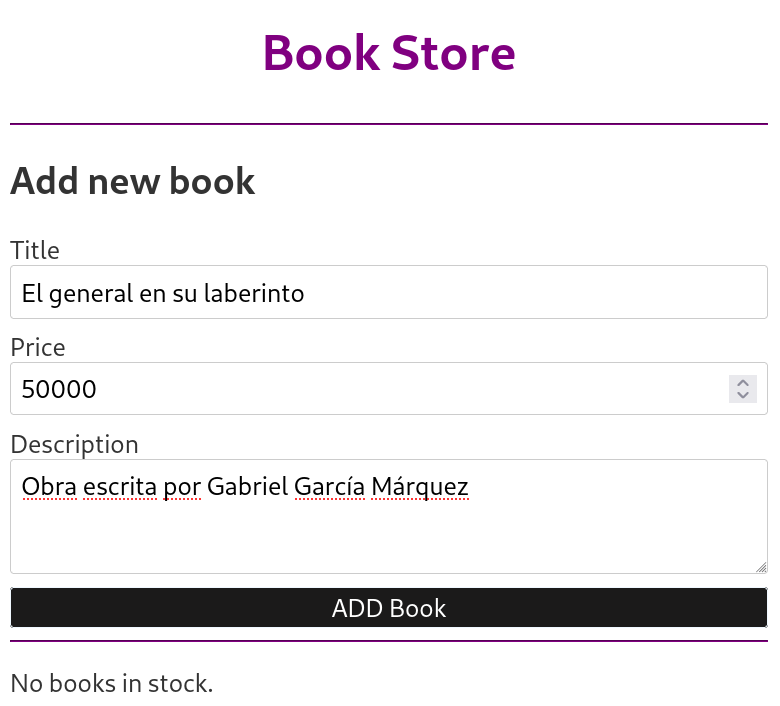 Book Store
Add new book
Title
El general en su laberinto
Price
50000
Description
Obra escrita por Gabriel García Márquez
ADD Book
No books in stock.